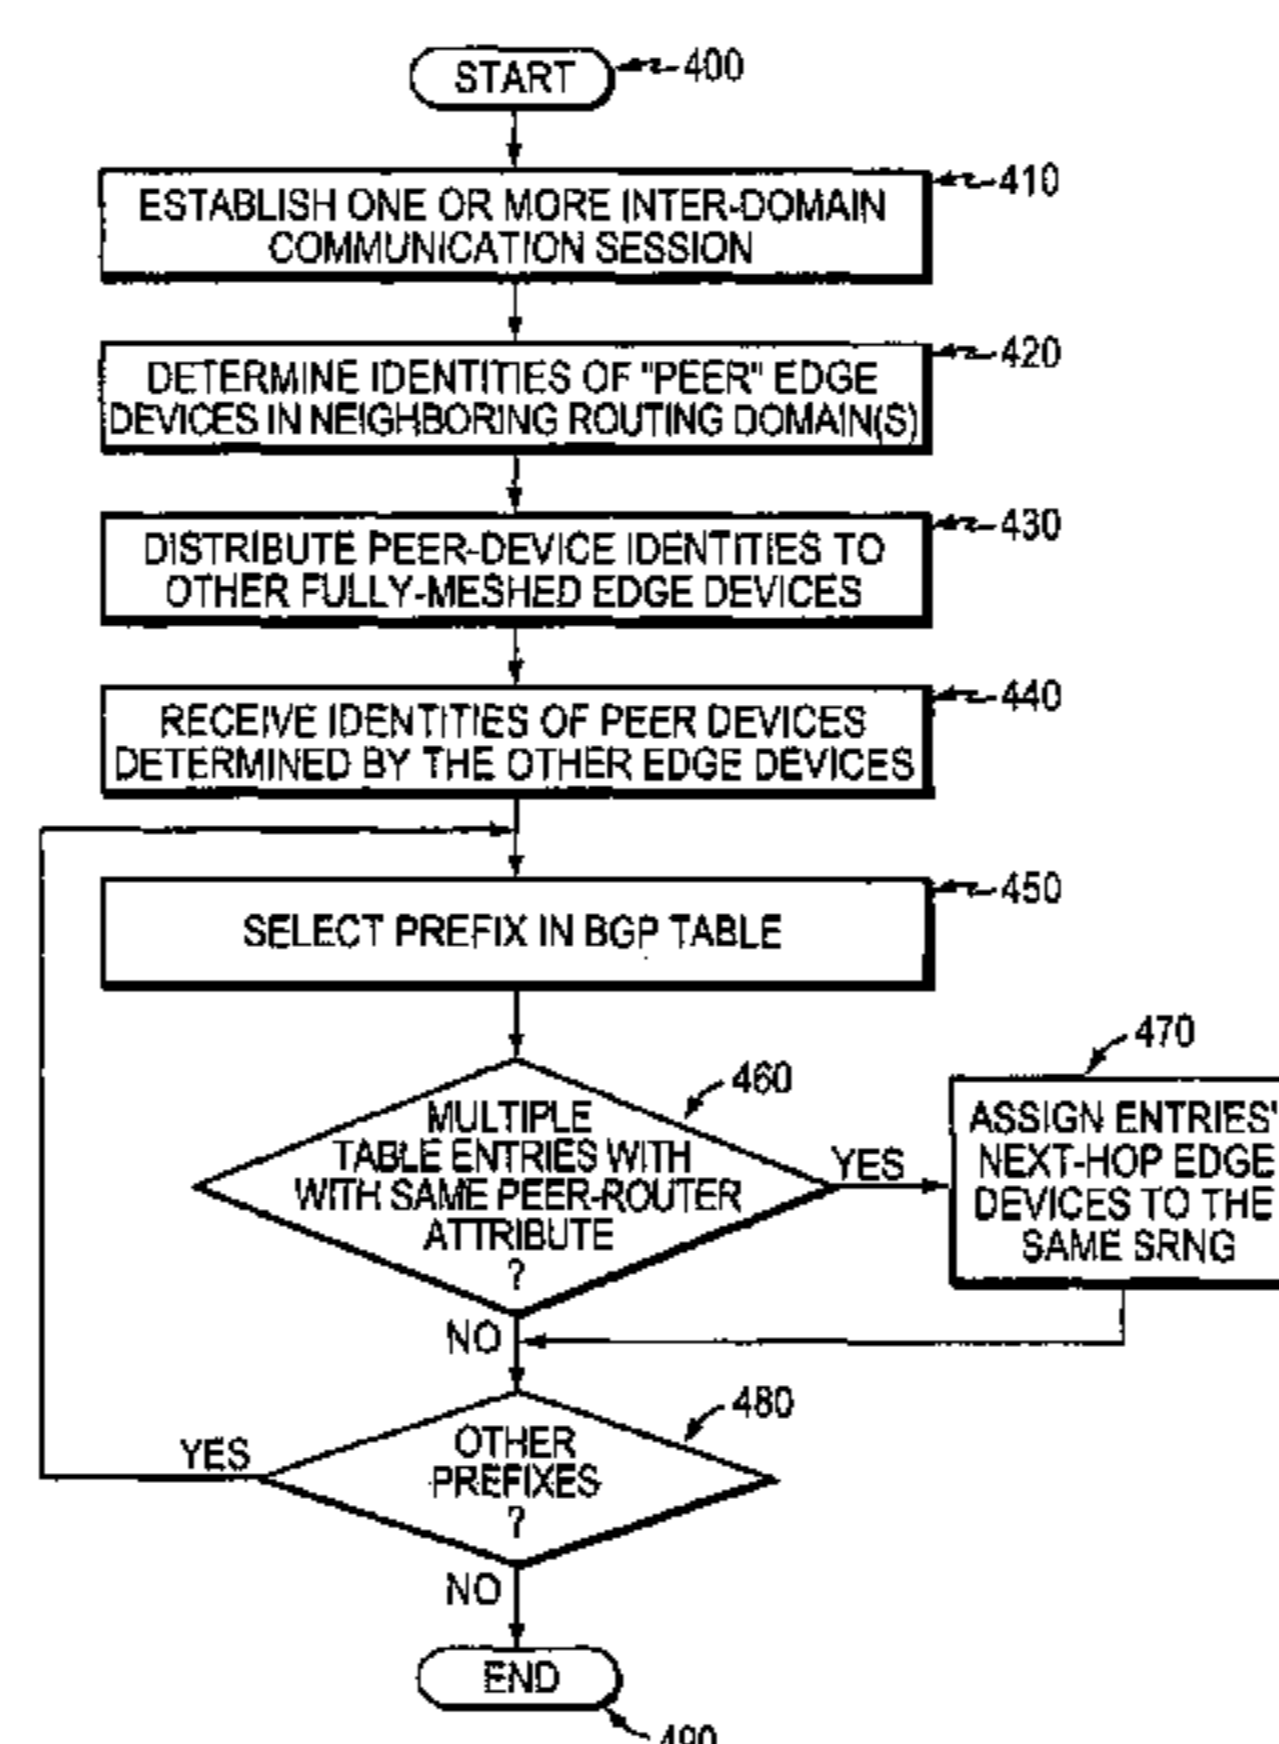 START
400
ESTABLISH ONE OR MORE INTER-DOMAIN
COMMUNICATION SESSION
410
DETERMINE IDENTITIES OF "PEER" EDGE
DEVICES IN NEIGHBORING ROUTING DOMAIN(S)
420
DISTRIBUTE PEER-DEVICE IDENTITIES TO
OTHER FULLY-MESHED EDGE DEVICES
430
RECEIVE IDENTITIES OF PEER DEVICES
DETERMINED BY THE OTHER EDGE DEVICES
440
SELECT PREFIX IN BGP TABLE
450
MULTIPLE
TABLE ENTRIES WITH
WITH SAME PEER-ROUTER
ATTRIBUTE
?
460
YES
ASSIGN ENTRIES'
NEXT-HOP EDGE
DEVICES TO THE
SAME SRNG
470
NO
OTHER
PREFIXES
?
480
YES
NO
END
490